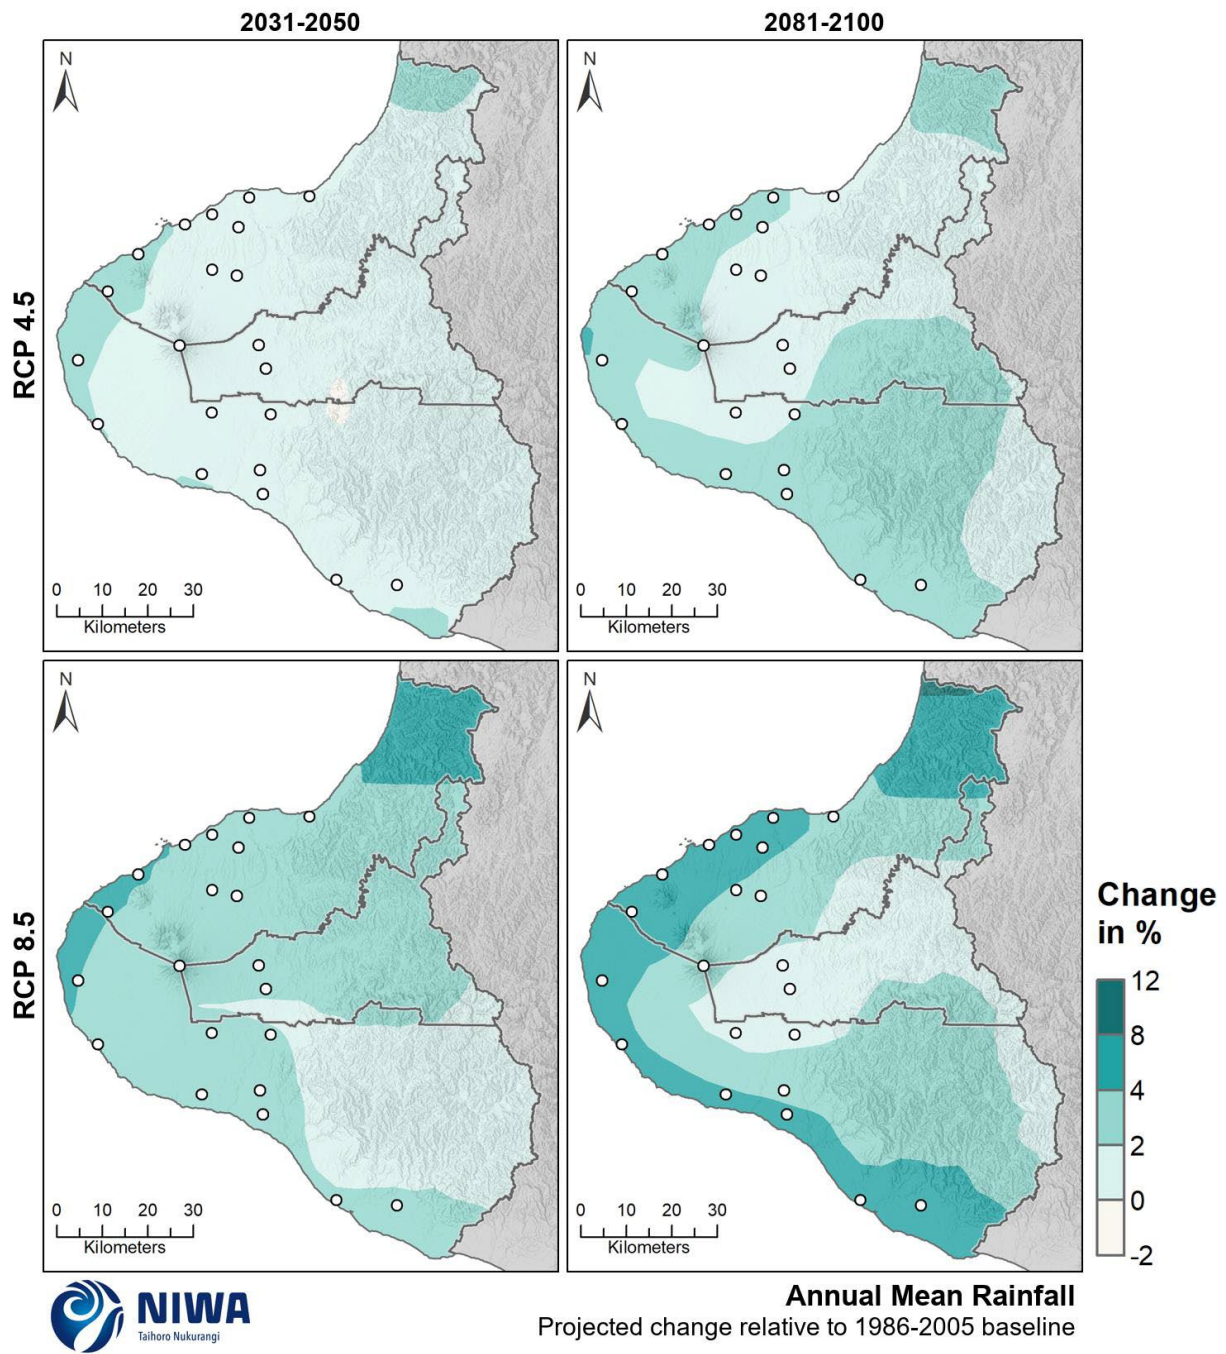 2031-2050
2081-2100
RCP 4.5
N
0 10 20 30
Kilometers
N
0 10 20 30
Kilometers
RCP 8.5
N
0 10 20 30
Kilometers
N
0 10 20 30
Kilometers
Change
in %
12
8
4
2
0
-2
NIWA
Taihoro Nukurangi
Annual Mean Rainfall
Projected change relative to 1986-2005 baseline